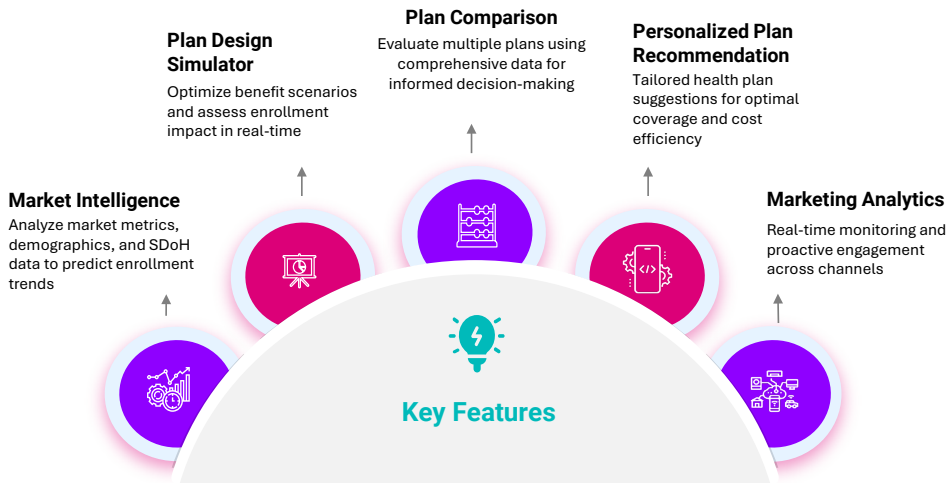 Market Intelligence
Analyze market metrics,
demographics, and SDoH
data to predict enrollment
trends
Plan Design
Simulator
Optimize benefit scenarios
and assess enrollment
impact in real-time
Plan Comparison
Evaluate multiple plans using
comprehensive data for
informed decision-making
Personalized Plan
Recommendation
Tailored health plan
suggestions for optimal
coverage and cost
efficiency
Marketing Analytics
Real-time monitoring and
proactive engagement
across channels
</>
Key Features